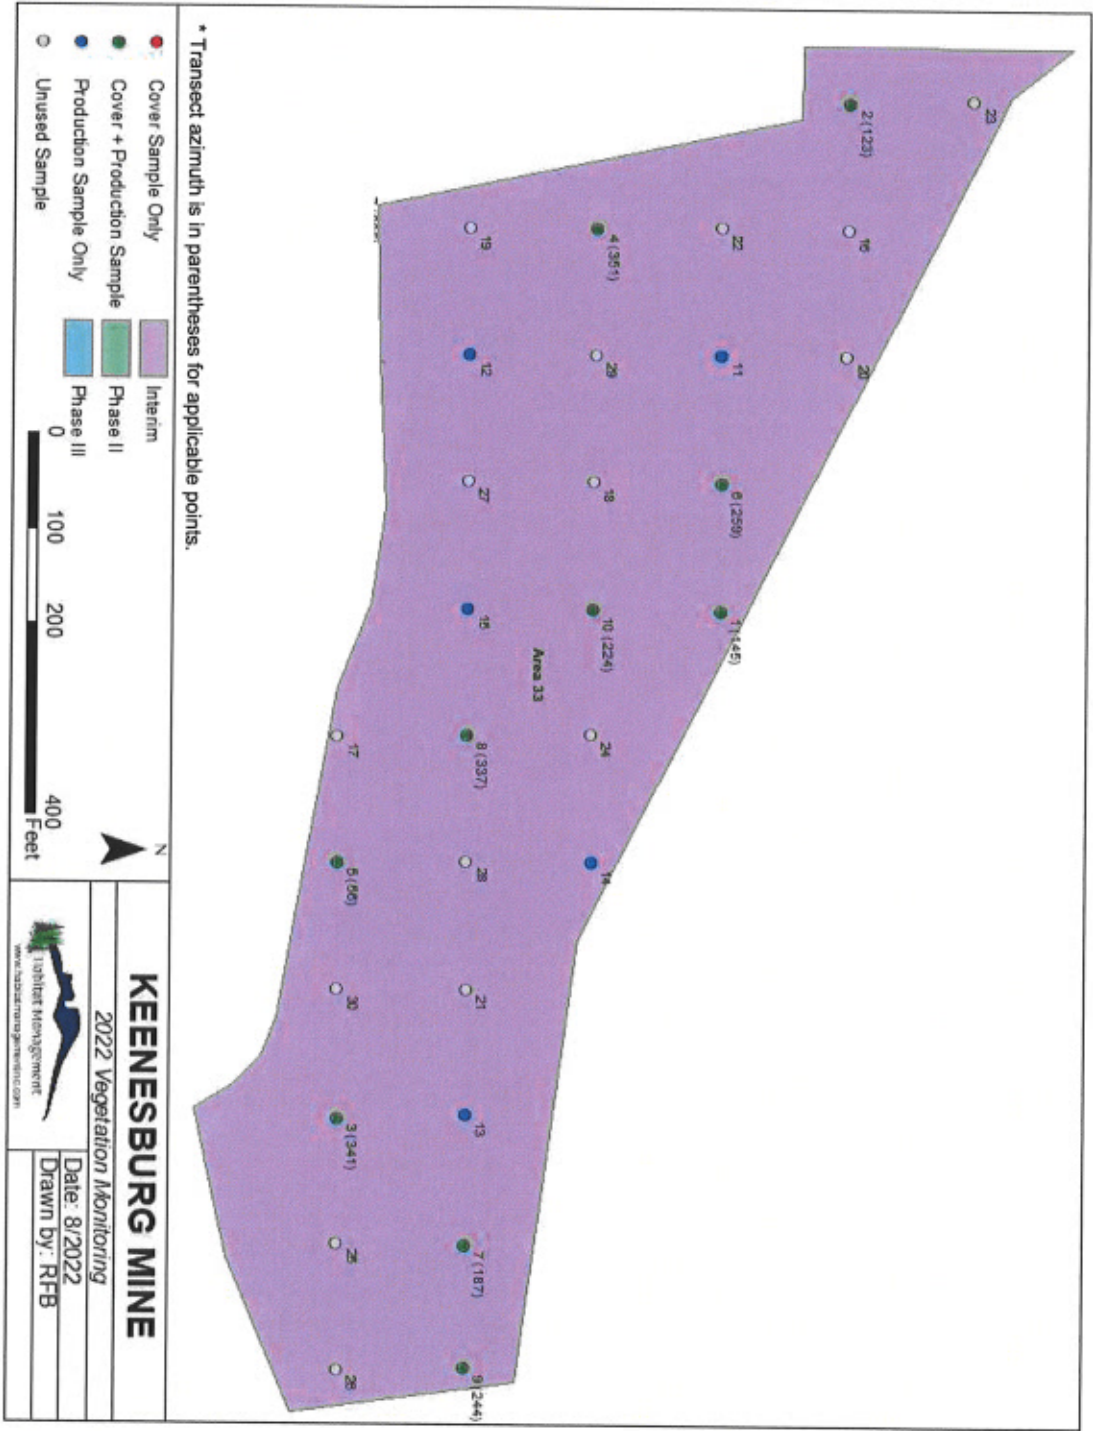 23
2 (123)
16
20
22
11
6 (259)
1 (145)
4 (351)
29
18
10 (224)
24
14
Area 33
19
12
27
15
8 (337)
28
21
13
7 (187)
9 (244)
17
5 (66)
30
3 (341)
25
26
* Transect azimuth is in parentheses for applicable points.
Cover Sample Only
Cover + Production Sample
Production Sample Only
Unused Sample
Interim
Phase II
Phase III
0 100 200 400
Feet
N
KEENESBURG MINE
2022 Vegetation Monitoring
Habitat Management
www.habitatmanagementinc.com
Date: 8/2022
Drawn by: RFB